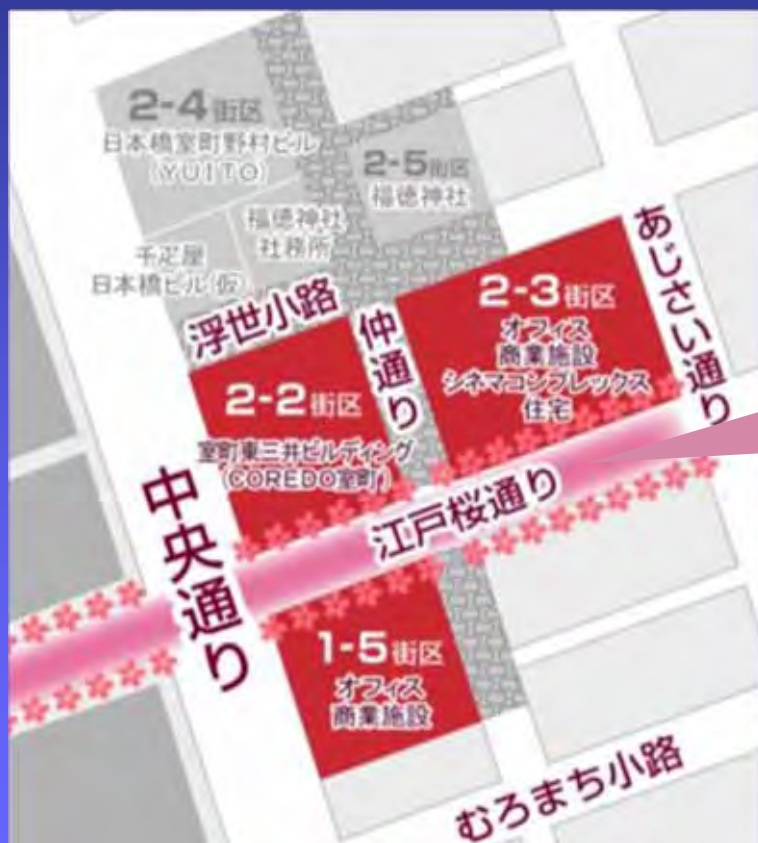 2-4街区
日本橋室町野村ビル
(YUITO)
2-5街区
福徳神社
福徳神社
社務所
千疋屋
日本橋ビル(仮)
浮世小路
仲通り
あじさい通り
2-3街区
オフィス
商業施設
シネマコンプレックス
住宅
2-2街区
室町東三井ビルディング
(COREDO室町)
中央通り
江戸桜通り
1-5街区
オフィス
商業施設
むろまち小路